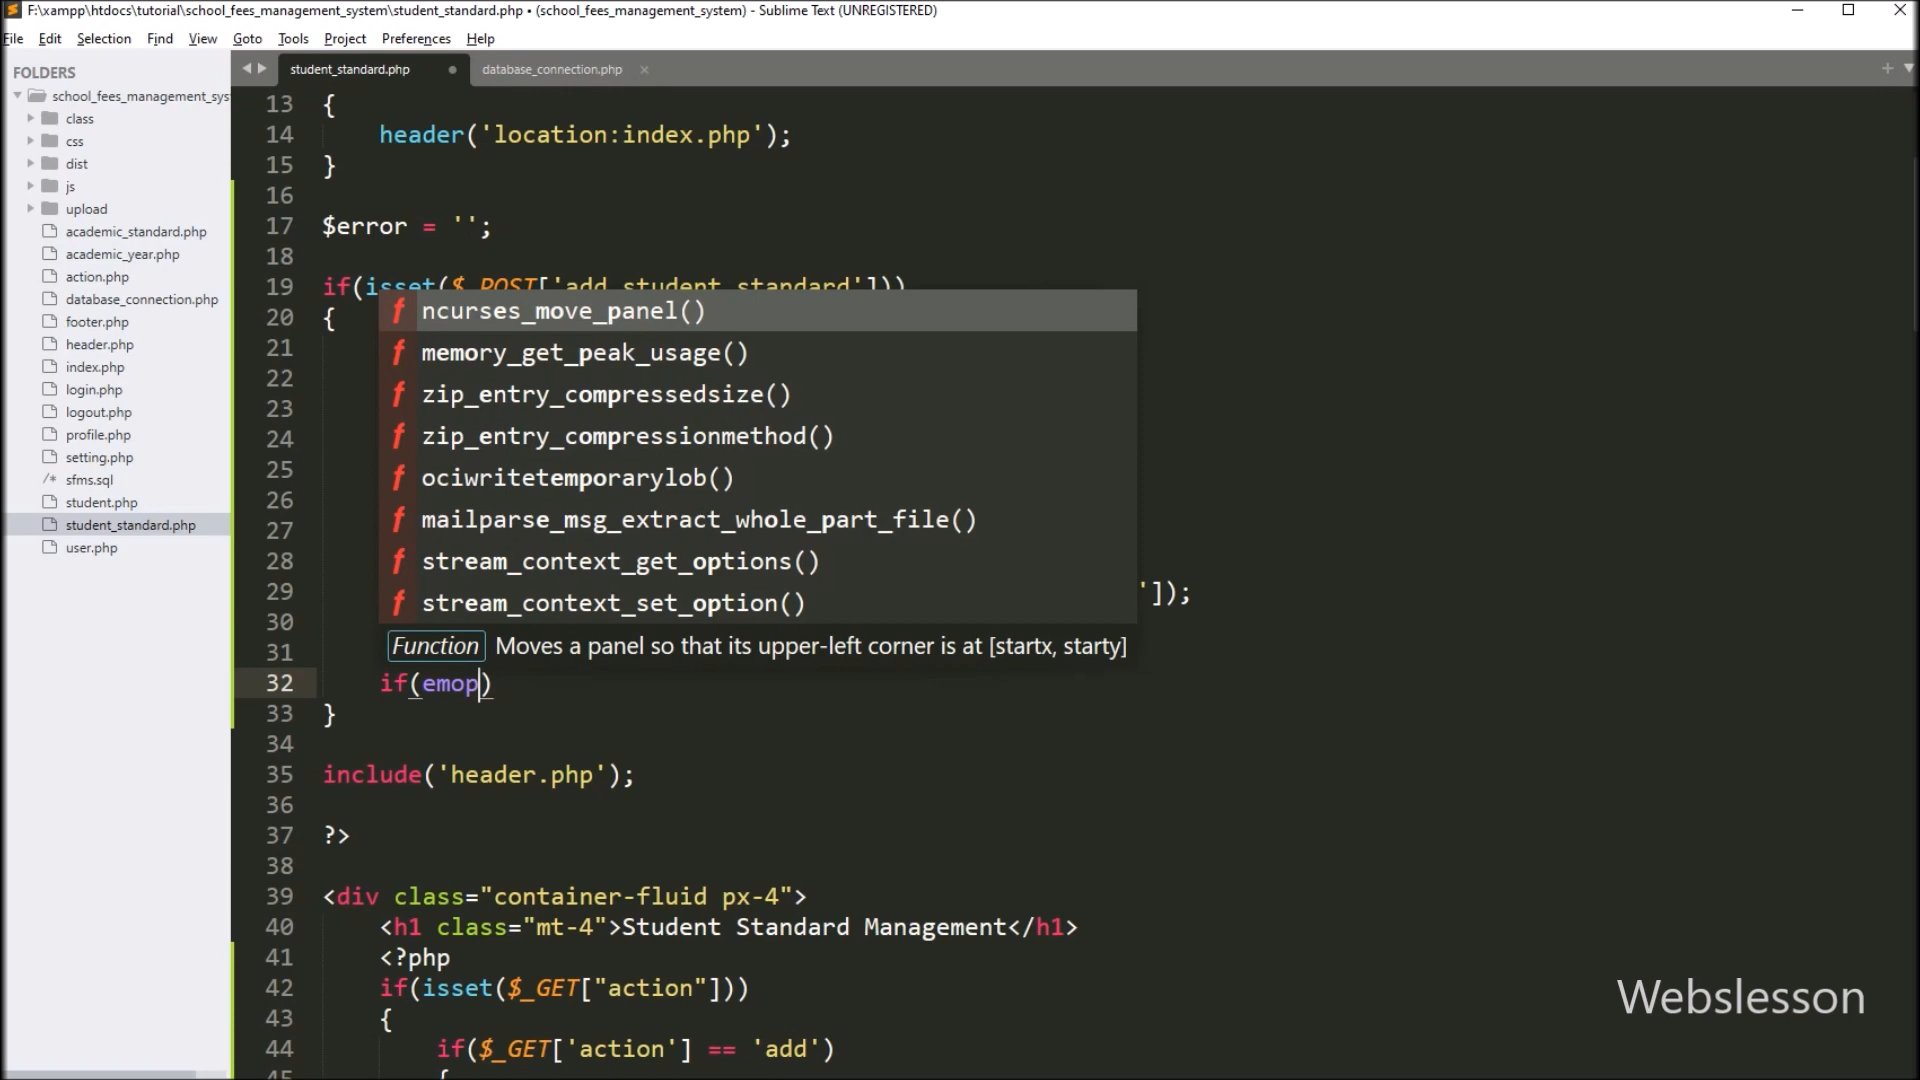 F:\xampp\htdocs\tutorial\school_fees_management_system\student_standard.php • (school_fees_management_system) - Sublime Text (UNREGISTERED)
File Edit Selection Find View Goto Tools Project Preferences Help
FOLDERS
school_fees_management_sys
class
css
dist
js
upload
academic_standard.php
academic_year.php
action.php
database_connection.php
footer.php
header.php
index.php
login.php
logout.php
profile.php
setting.php
/* sfms.sql
student.php
student_standard.php
user.php
student_standard.php
database_connection.php
13 {
14 header('location:index.php');
15 }
16
17 $error = '';
18
19 if(isset($_POST['add_student_standard']))
20 {
21
22
23
24
25
26
27
28
29 ']);
30
31
f ncurses_move_panel()
f memory_get_peak_usage()
f zip_entry_compressedsize()
f zip_entry_compressionmethod()
f ociwritetemporarylob()
f mailparse_msg_extract_whole_part_file()
f stream_context_get_options()
f stream_context_set_option()
Function Moves a panel so that its upper-left corner is at [startx, starty]
32 if(emop)
33 }
34
35 include('header.php');
36
37 ?>
38
39 <div class="container-fluid px-4">
40 <h1 class="mt-4">Student Standard Management</h1>
41 <?php
42 if(isset($_GET["action"]))
43 {
44 if($_GET['action'] == 'add')
45 {
Webslesson